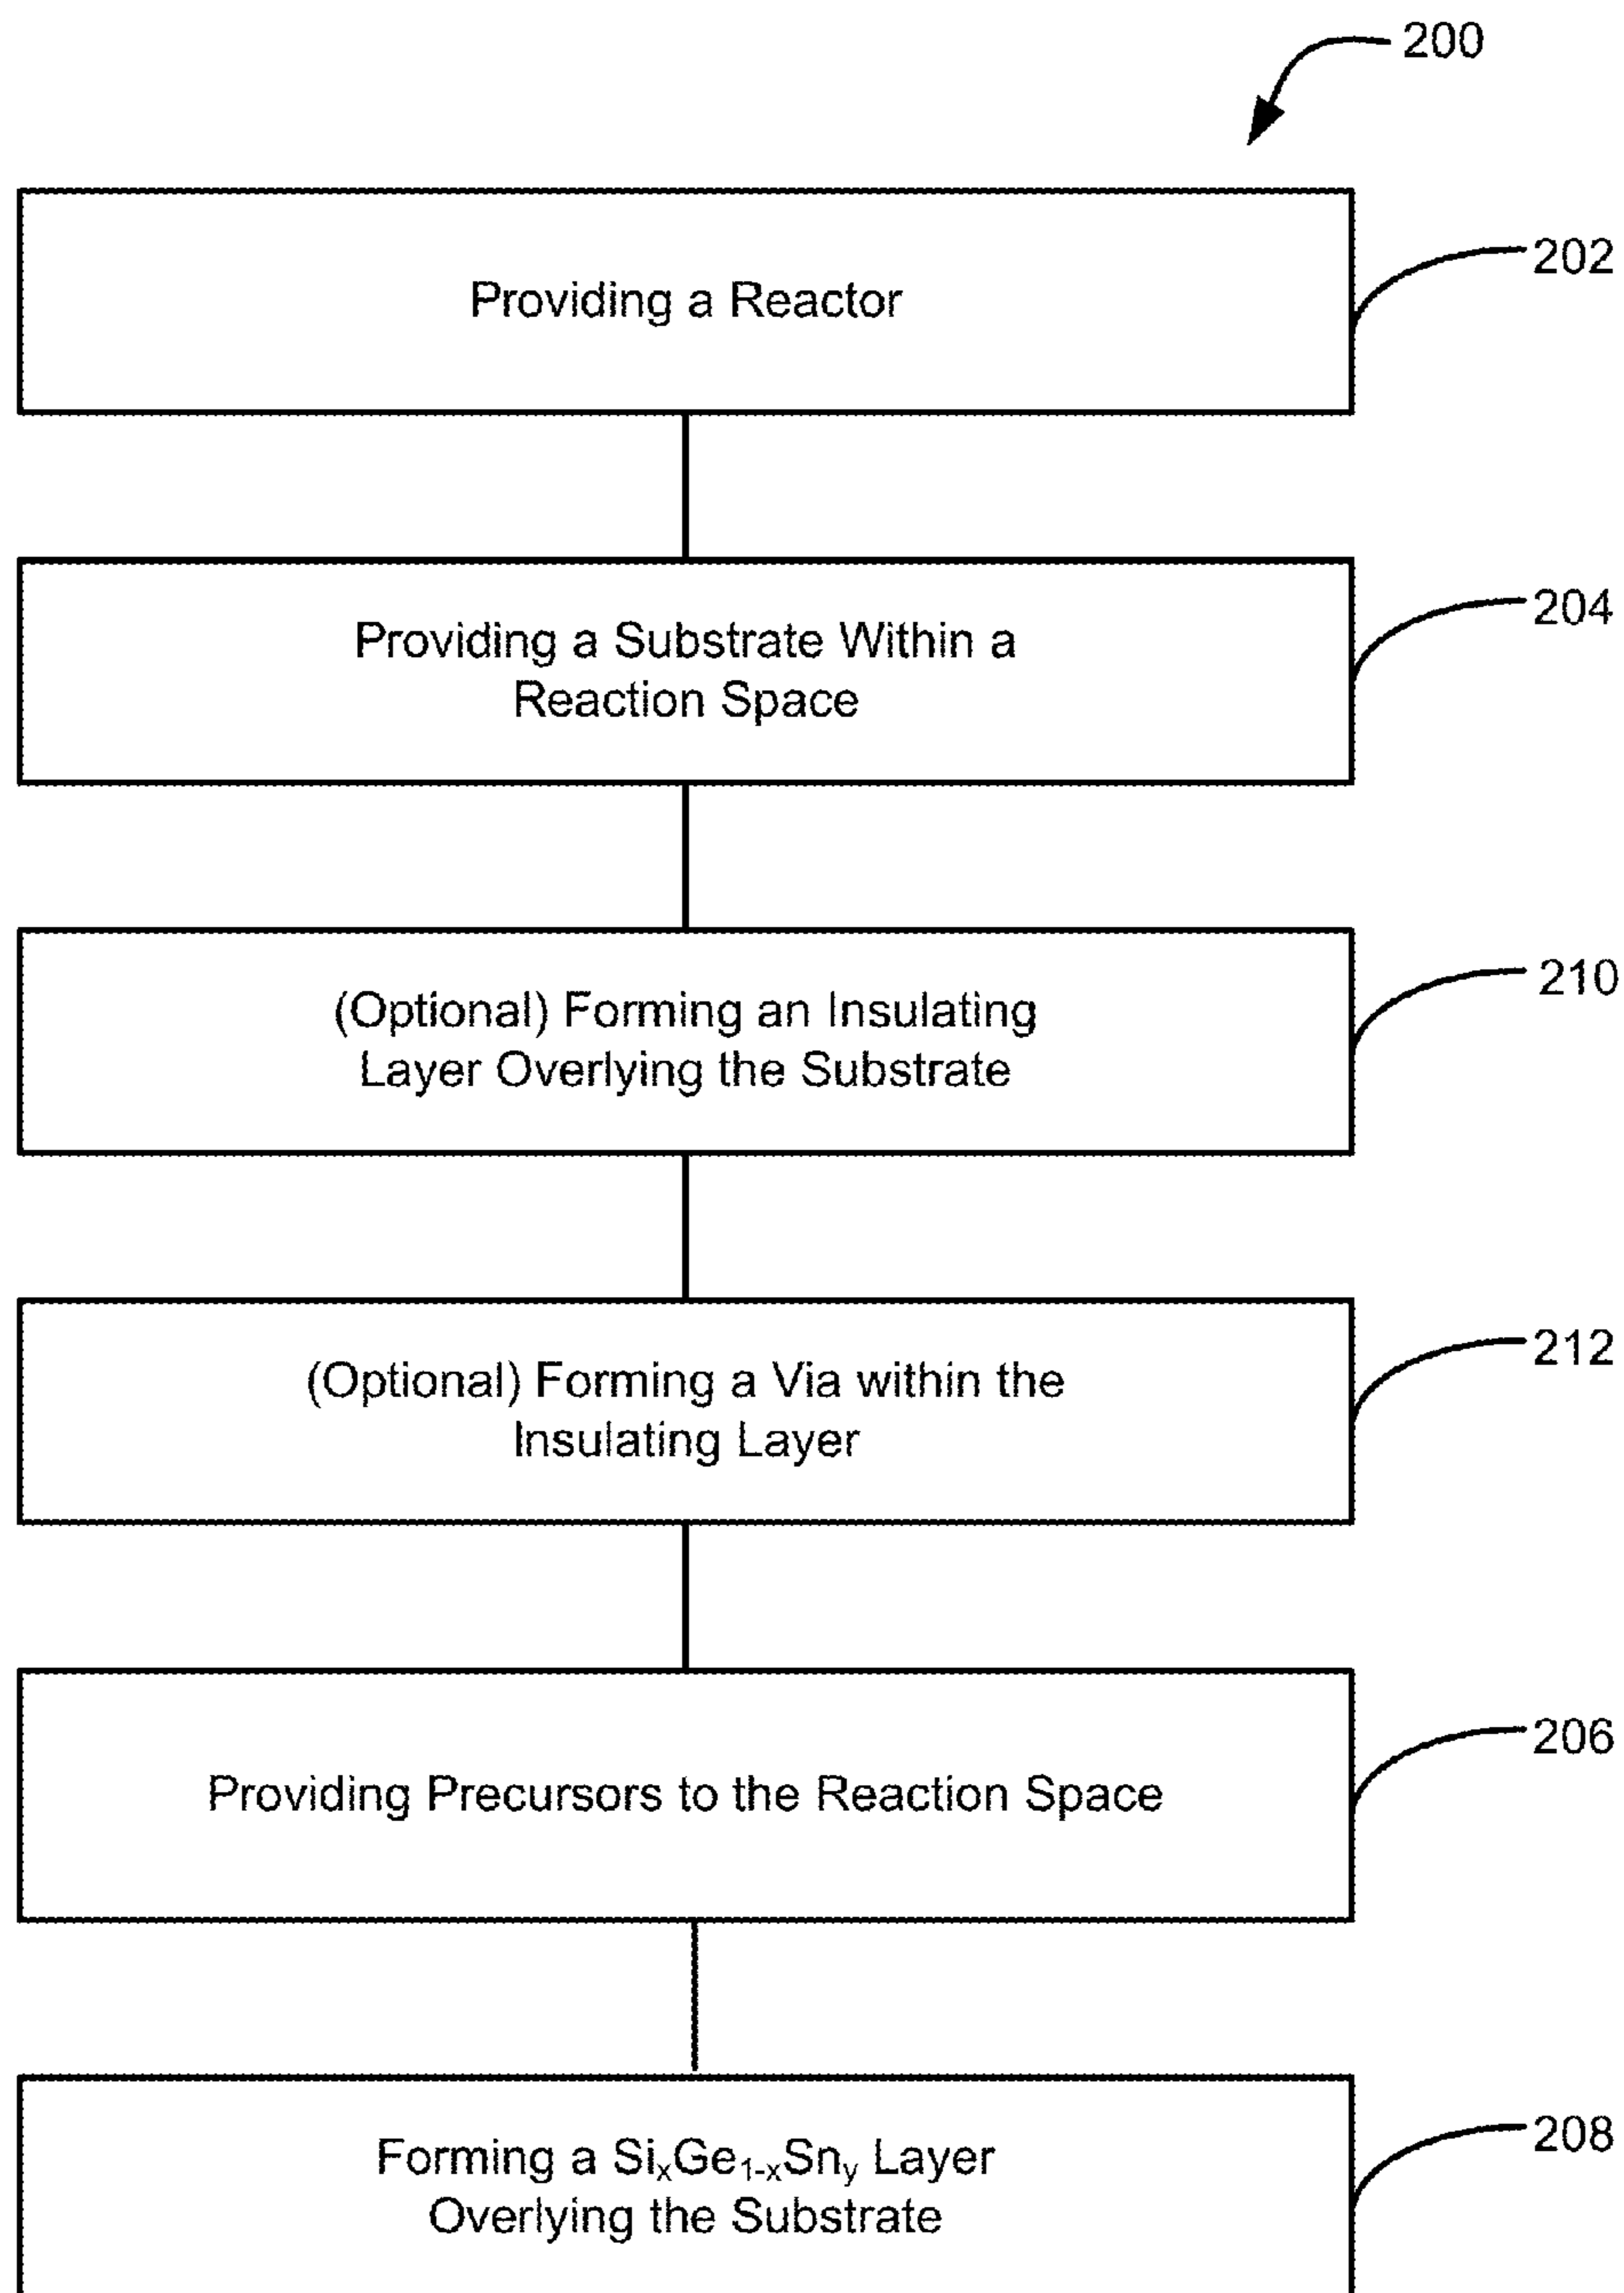 200
Providing a Reactor
202
Providing a Substrate Within a
Reaction Space
204
(Optional) Forming an Insulating
Layer Overlying the Substrate
210
(Optional) Forming a Via within the
Insulating Layer
212
Providing Precursors to the Reaction Space
206
Forming a SiₓGe₁₋ₓSnᵧ Layer
Overlying the Substrate
208